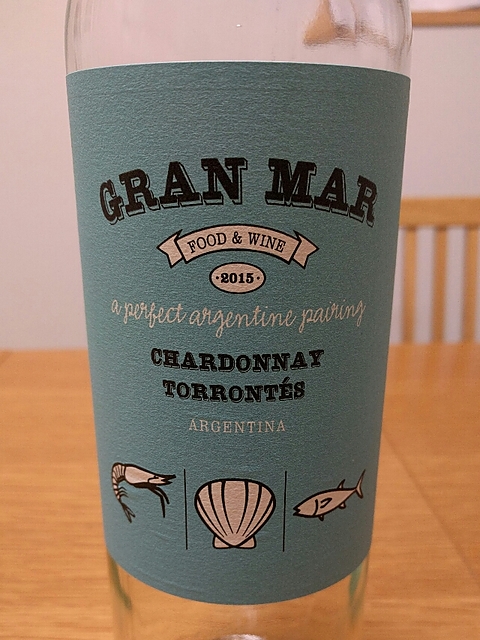 GRAN MAR
FOOD & WINE
·2015·
a perfect argentine pairing
CHARDONNAY
TORRONTÉS
ARGENTINA